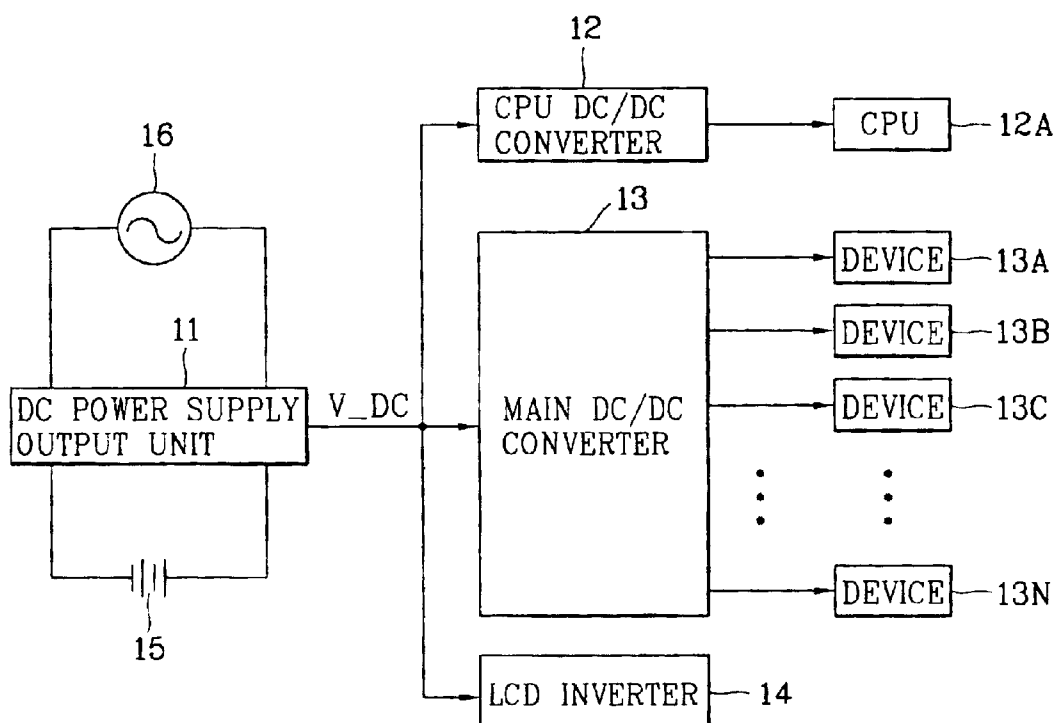 12
CPU DC/DC
CONVERTER
CPU
12A
16
13
DEVICE
13A
11
DEVICE
13B
DC POWER SUPPLY
OUTPUT UNIT
V_DC
MAIN DC/DC
CONVERTER
DEVICE
13C
15
DEVICE
13N
LCD INVERTER
14